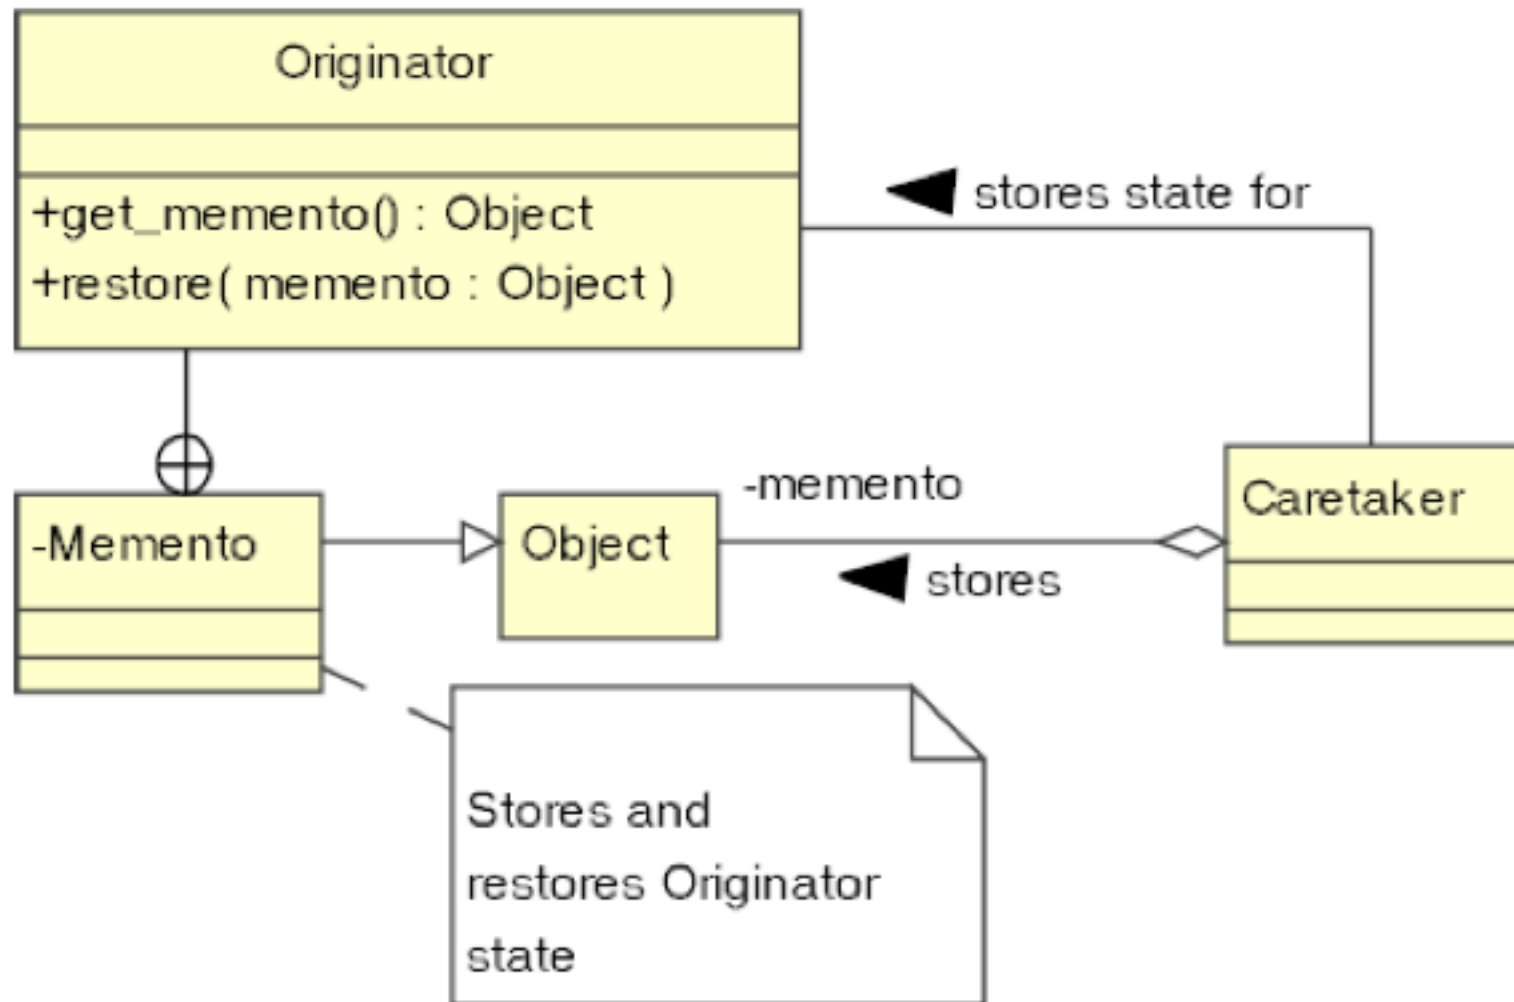 Originator
+get_memento() : Object
+restore( memento : Object )
stores state for
-Memento
Object
-memento
stores
Caretaker
Stores and
restores Originator
state